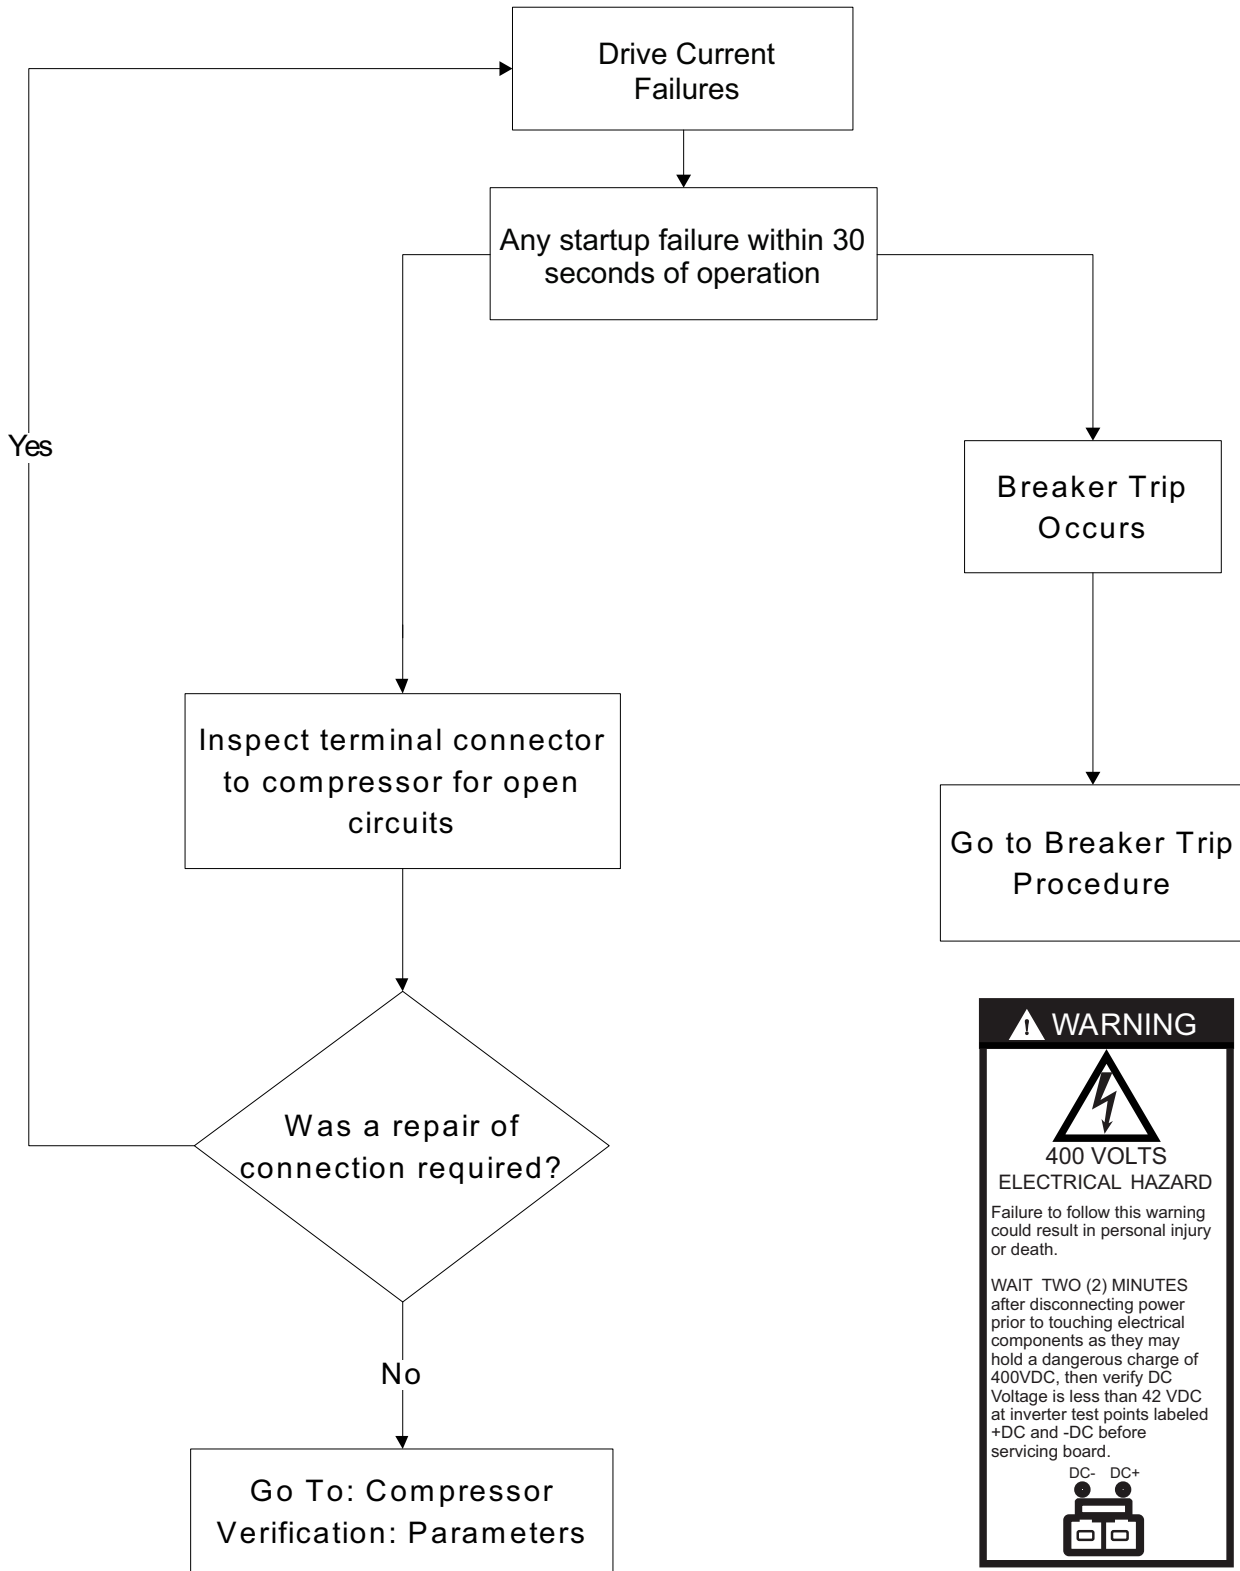 Drive Current
Failures
Any startup failure within 30
seconds of operation
Yes
Breaker Trip
Occurs
Inspect terminal connector
to compressor for open
circuits
Go to Breaker Trip
Procedure
Was a repair of
connection required?
No
Go To: Compressor
Verification: Parameters
WARNING
400 VOLTS
ELECTRICAL HAZARD
Failure to follow this warning
could result in personal injury
or death.
WAIT TWO (2) MINUTES
after disconnecting power
prior to touching electrical
components as they may
hold a dangerous charge of
400VDC, then verify DC
Voltage is less than 42 VDC
at inverter test points labeled
+DC and -DC before
servicing board.
DC- DC+